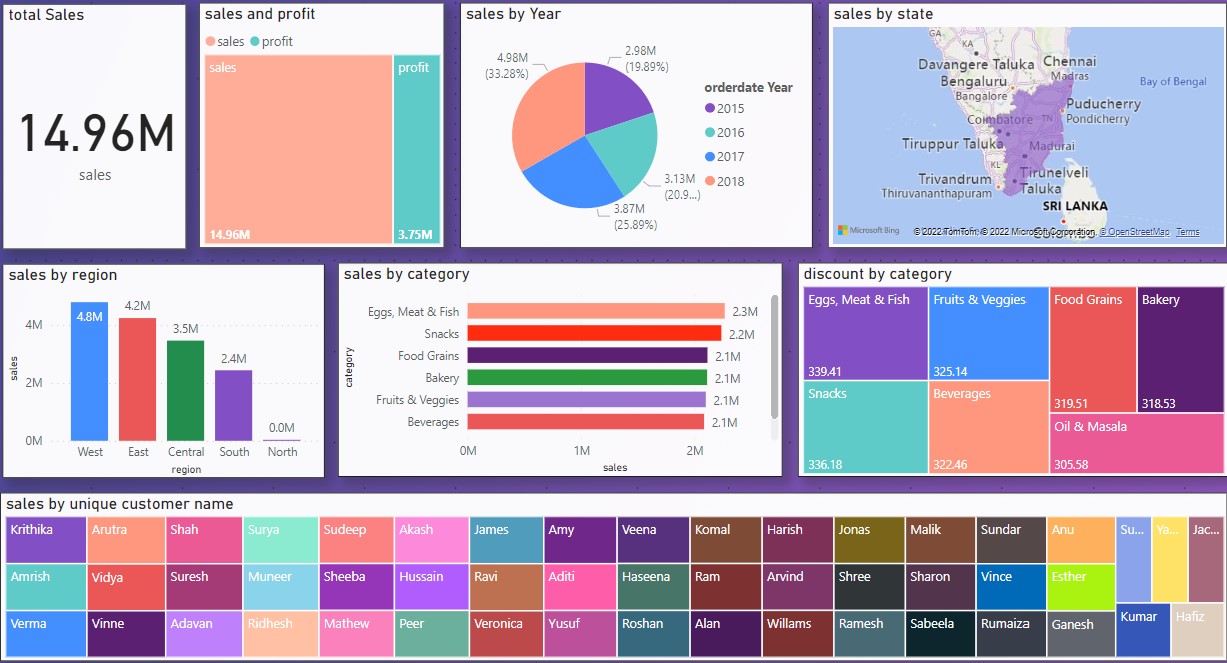 total Sales
14.96M
sales
sales and profit
sales
profit
sales
profit
14.96M
3.75M
sales by Year
4.98M
(33.28%)
2.98M
(19.89%)
3.13M
(20.9...)
3.87M
(25.89%)
orderdate Year
2015
2016
2017
2018
sales by state
GA
KA
Davangere Taluka
Chennai
Madras
Bengaluru
Bangalore
Bay of Bengal
Puducherry
Pondicherry
Coimbatore
TN
Tiruppur Taluka
Madurai
KL
Trivandrum
Tirunelveli
Taluka
Thiruvananthapuram
SRI LANKA
Microsoft Bing
© 2022 TomTom, © 2022 Microsoft Corporation, © OpenStreetMap Terms
sales by region
sales
4M
2M
0M
4.8M
4.2M
3.5M
2.4M
0.0M
West
East
Central
South
North
region
sales by category
category
Eggs, Meat & Fish
2.3M
Snacks
2.2M
Food Grains
2.1M
Bakery
2.1M
Fruits & Veggies
2.1M
Beverages
2.1M
0M
1M
2M
sales
discount by category
Eggs, Meat & Fish
339.41
Fruits & Veggies
325.14
Food Grains
319.51
Bakery
318.53
Snacks
336.18
Beverages
322.46
Oil & Masala
305.58
sales by unique customer name
Krithika
Arutra
Shah
Surya
Sudeep
Akash
James
Amy
Veena
Komal
Harish
Jonas
Malik
Sundar
Anu
Su...
Ya...
Jac...
Amrish
Vidya
Suresh
Muneer
Sheeba
Hussain
Ravi
Aditi
Haseena
Ram
Arvind
Shree
Sharon
Vince
Esther
Verma
Vinne
Adavan
Ridhesh
Mathew
Peer
Veronica
Yusuf
Roshan
Alan
Willams
Ramesh
Sabeela
Rumaiza
Ganesh
Kumar
Hafiz